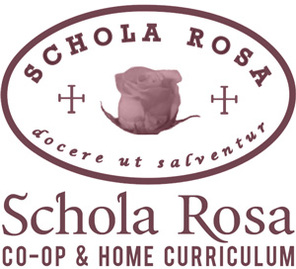 SCHOLA ROSA
docere ut salventur
Schola Rosa
CO-OP & HOME CURRICULUM